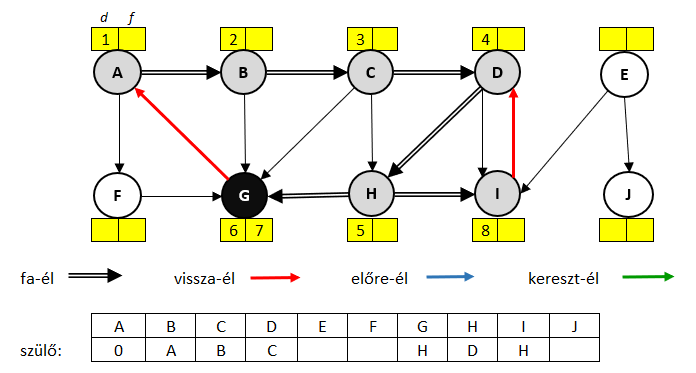 d f
1 2 3 4
A B C D E
F G H I J
6 7 5 8
fa-él vissza-él előre-él kereszt-él
A B C D E F G H I J
szülő: 0 A B C H D H